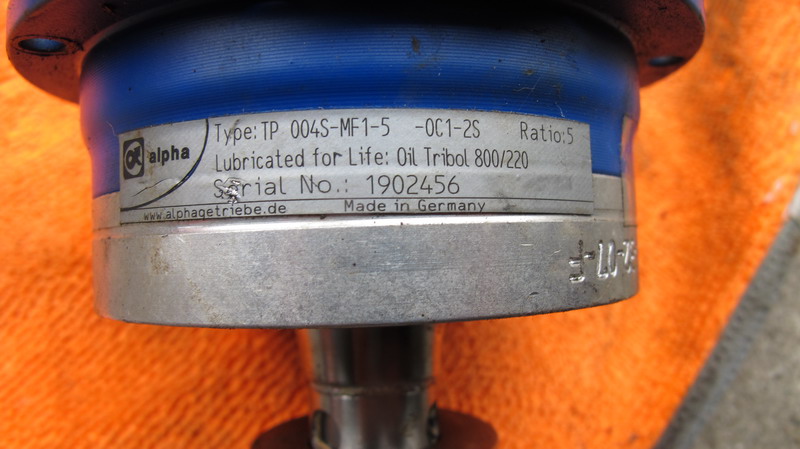 Type: TP 004S-MF1-5 -0C1-2S Ratio:5
alpha
Lubricated for Life: Oil Tribol 800/220
Serial No.: 1902456
www.alphagetriebe.de Made in Germany